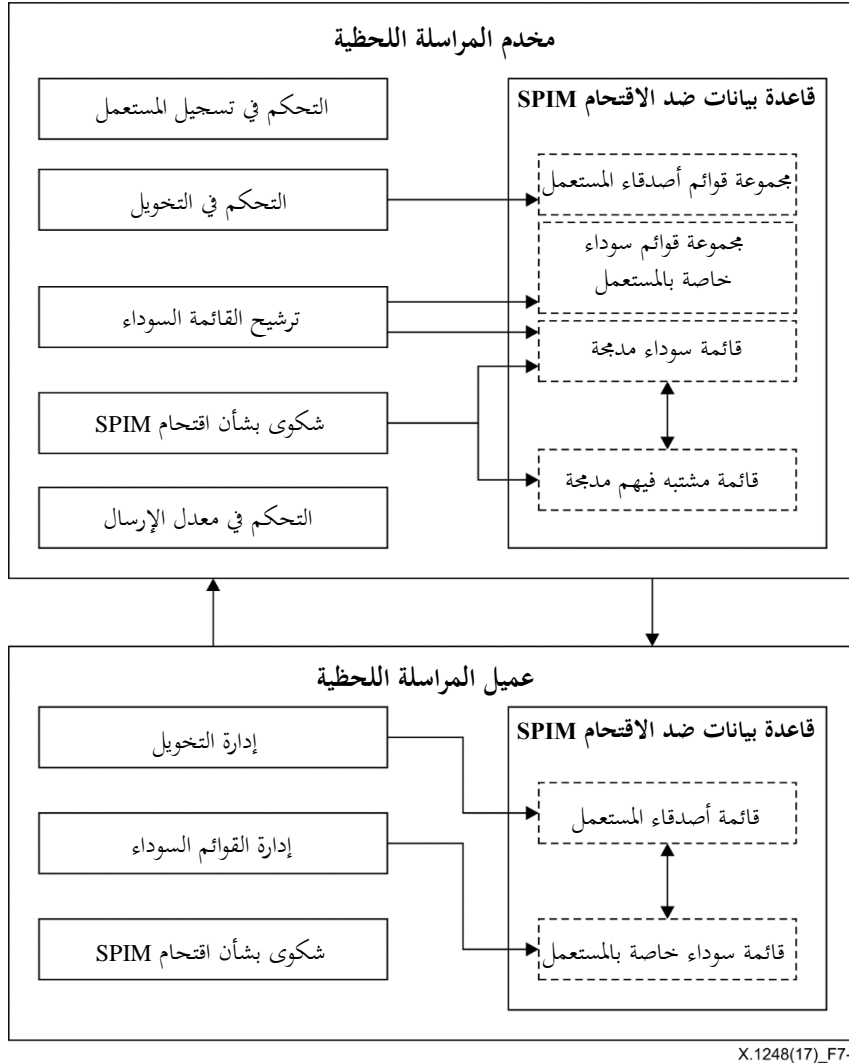 مخدم المراسلة اللحظية
التحكم في تسجيل المستعمل
التحكم في التخويل
ترشيح القائمة السوداء
شكوى بشأن اقتحام SPIM
التحكم في معدل الإرسال
قاعدة بيانات ضد الاقتحام SPIM
مجموعة قوائم أصدقاء المستعمل
مجموعة قوائم سوداء
خاصة بالمستعمل
قائمة سوداء مدمجة
قائمة مشتبه فيهم مدمجة
عميل المراسلة اللحظية
إدارة التخويل
إدارة القوائم السوداء
شكوى بشأن اقتحام SPIM
قاعدة بيانات ضد الاقتحام SPIM
قائمة أصدقاء المستعمل
قائمة سوداء خاصة بالمستعمل
X.1248(17)_F7-